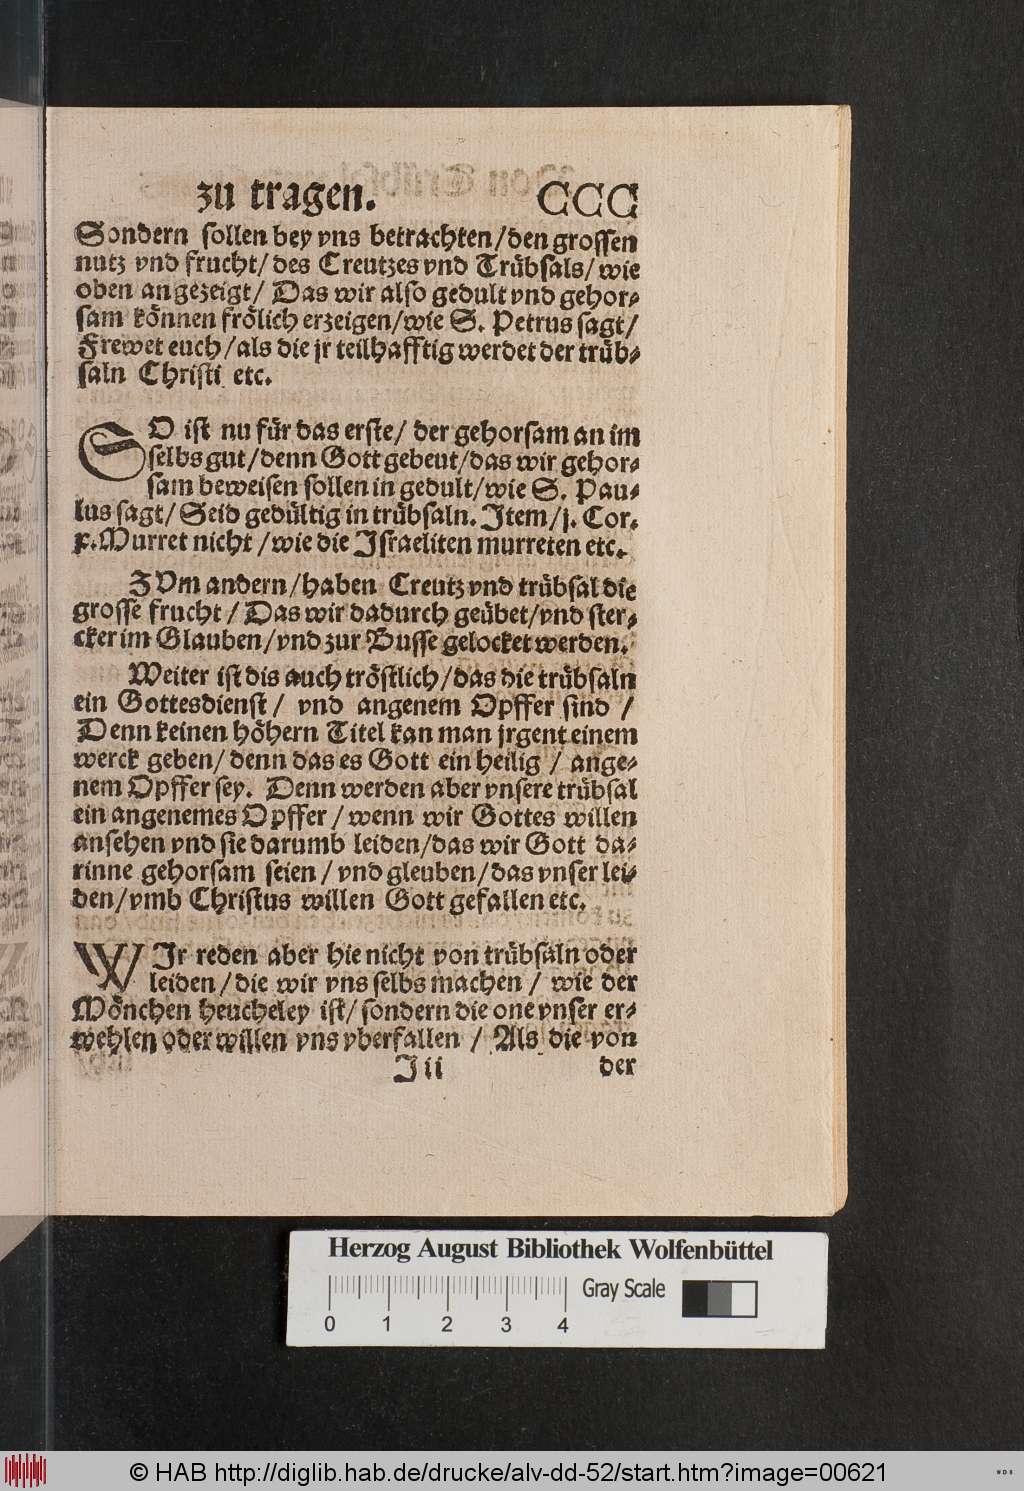 zu tragen. CCC
Sondern sollen bey vns betrachten/den grossen
nutz vnd frucht/des Creutzes vnd Trübsals/wie
oben angezeigt/ Das wir also gedult vnd gehor-
sam können frölich erzeigen/wie S. Petrus sagt/
Frewet euch/als die jr teilhafftig werdet der trüb-
saln Christi etc.
SO ist nu für das erste/ der gehorsam an im
selbs gut/denn Gott gebeut/das wir gehor-
sam beweisen sollen in gedult/wie S. Pau-
lus sagt/ Seid gedültig in trübsaln. Item/j. Cor.
x. Murret nicht/wie die Israeliten murreten etc.
ZVm andern/haben Creutz vnd trübsal die
grosse frucht/Das wir dadurch geübet/vnd ster-
cker im Glauben/vnd zur Busse gelocket werden.
Weiter ist dis auch tröstlich/das die trübsaln
ein Gottesdienst/ vnd angenem Opffer sind /
Denn keinen höhern Titel kan man jrgent einem
werck geben/denn das es Gott ein heilig / ange-
nem Opffer sey. Denn werden aber vnsere trübsal
ein angenemes Opffer/wenn wir Gottes willen
ansehen vnd sie darumb leiden/das wir Gott da-
rinne gehorsam seien/vnd gleuben/das vnser lei-
den/vmb Christus willen Gott gefallen etc.
WIr reden aber hie nicht von trübsaln oder
leiden/die wir vns selbs machen/ wie der
Mönchen heucheley ist/sondern die one vnser er-
wehlen oder willen vns vberfallen / Als die von
I ii der
Herzog August Bibliothek Wolfenbüttel
Gray Scale
0 1 2 3 4
© HAB http://diglib.hab.de/drucke/alv-dd-52/start.htm?image=00621